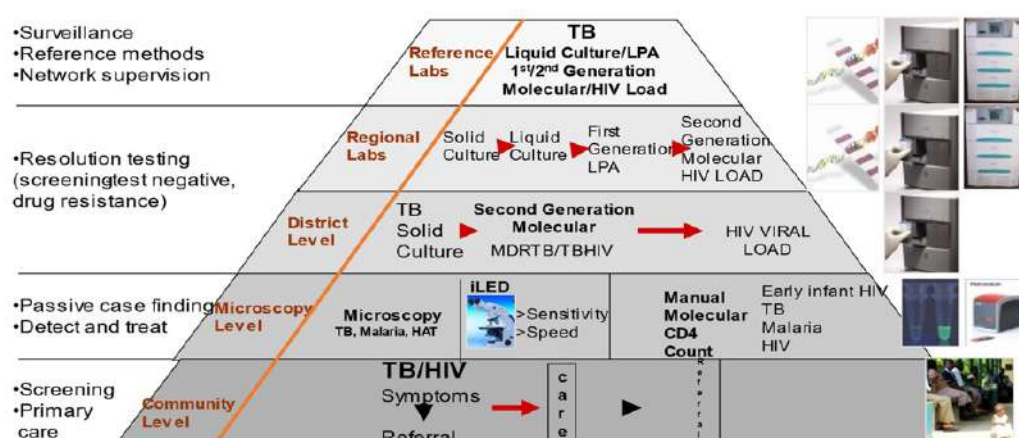 •Surveillance
•Reference methods
•Network supervision
Reference
Labs
TB
Liquid Culture/LPA
1st/2nd Generation
Molecular/HIV Load
•Resolution testing
(screeningtest negative,
drug resistance)
Regional
Labs
Solid
Culture
Liquid
Culture
First
Generation
LPA
Second
Generation
Molecular
HIV LOAD
District
Level
TB
Solid
Culture
Second Generation
Molecular
MDRTB/TBHIV
HIV VIRAL
LOAD
•Passive case finding
•Detect and treat
Microscopy
Level
Microscopy
TB, Malaria, HAT
iLED
>Sensitivity
>Speed
Manual
Molecular
CD4
Count
Early infant HIV
TB
Malaria
HIV
•Screening
•Primary
care
Community
Level
TB/HIV
Symptoms
Referral
care
Referral